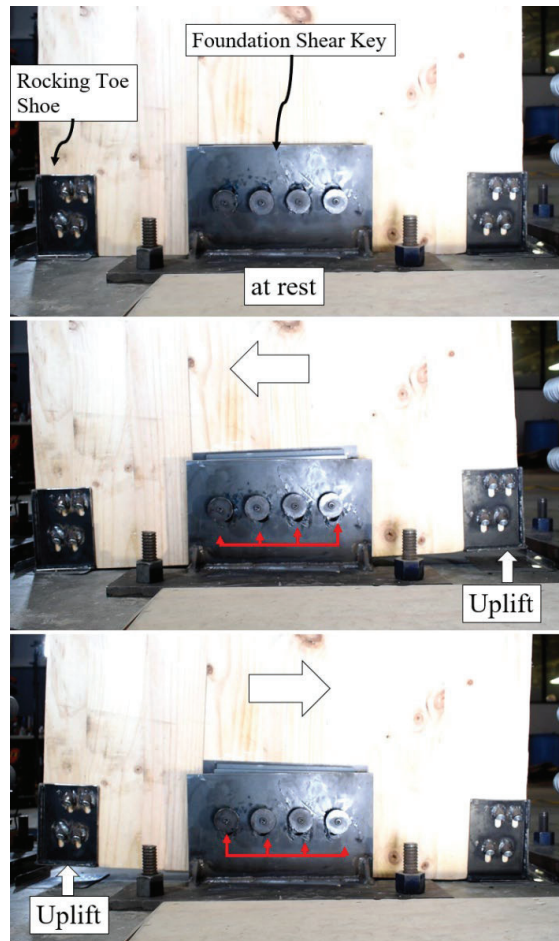 Foundation Shear Key
Rocking Toe
Shoe
at rest
Uplift
Uplift